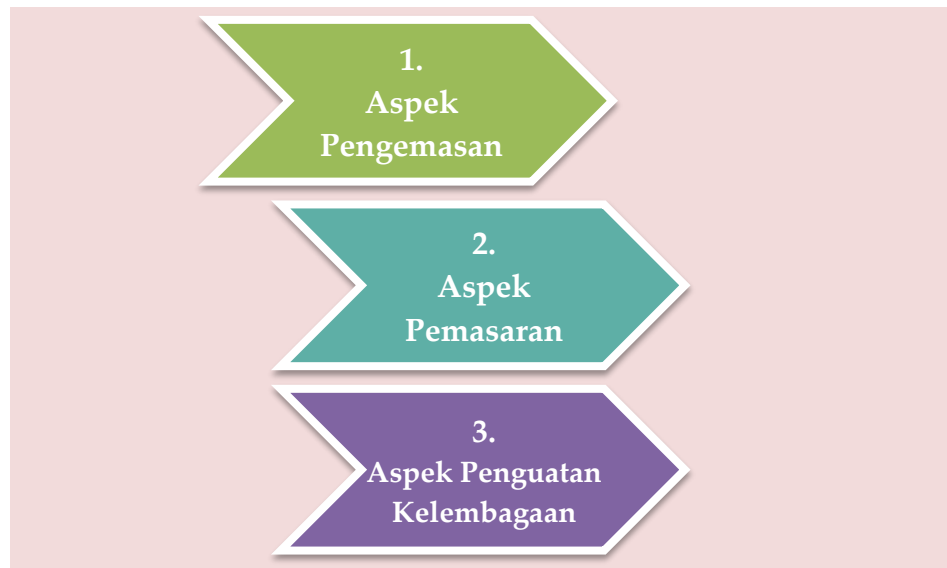 1.
Aspek
Pengemasan
2.
Aspek
Pemasaran
3.
Aspek Penguatan
Kelembagaan